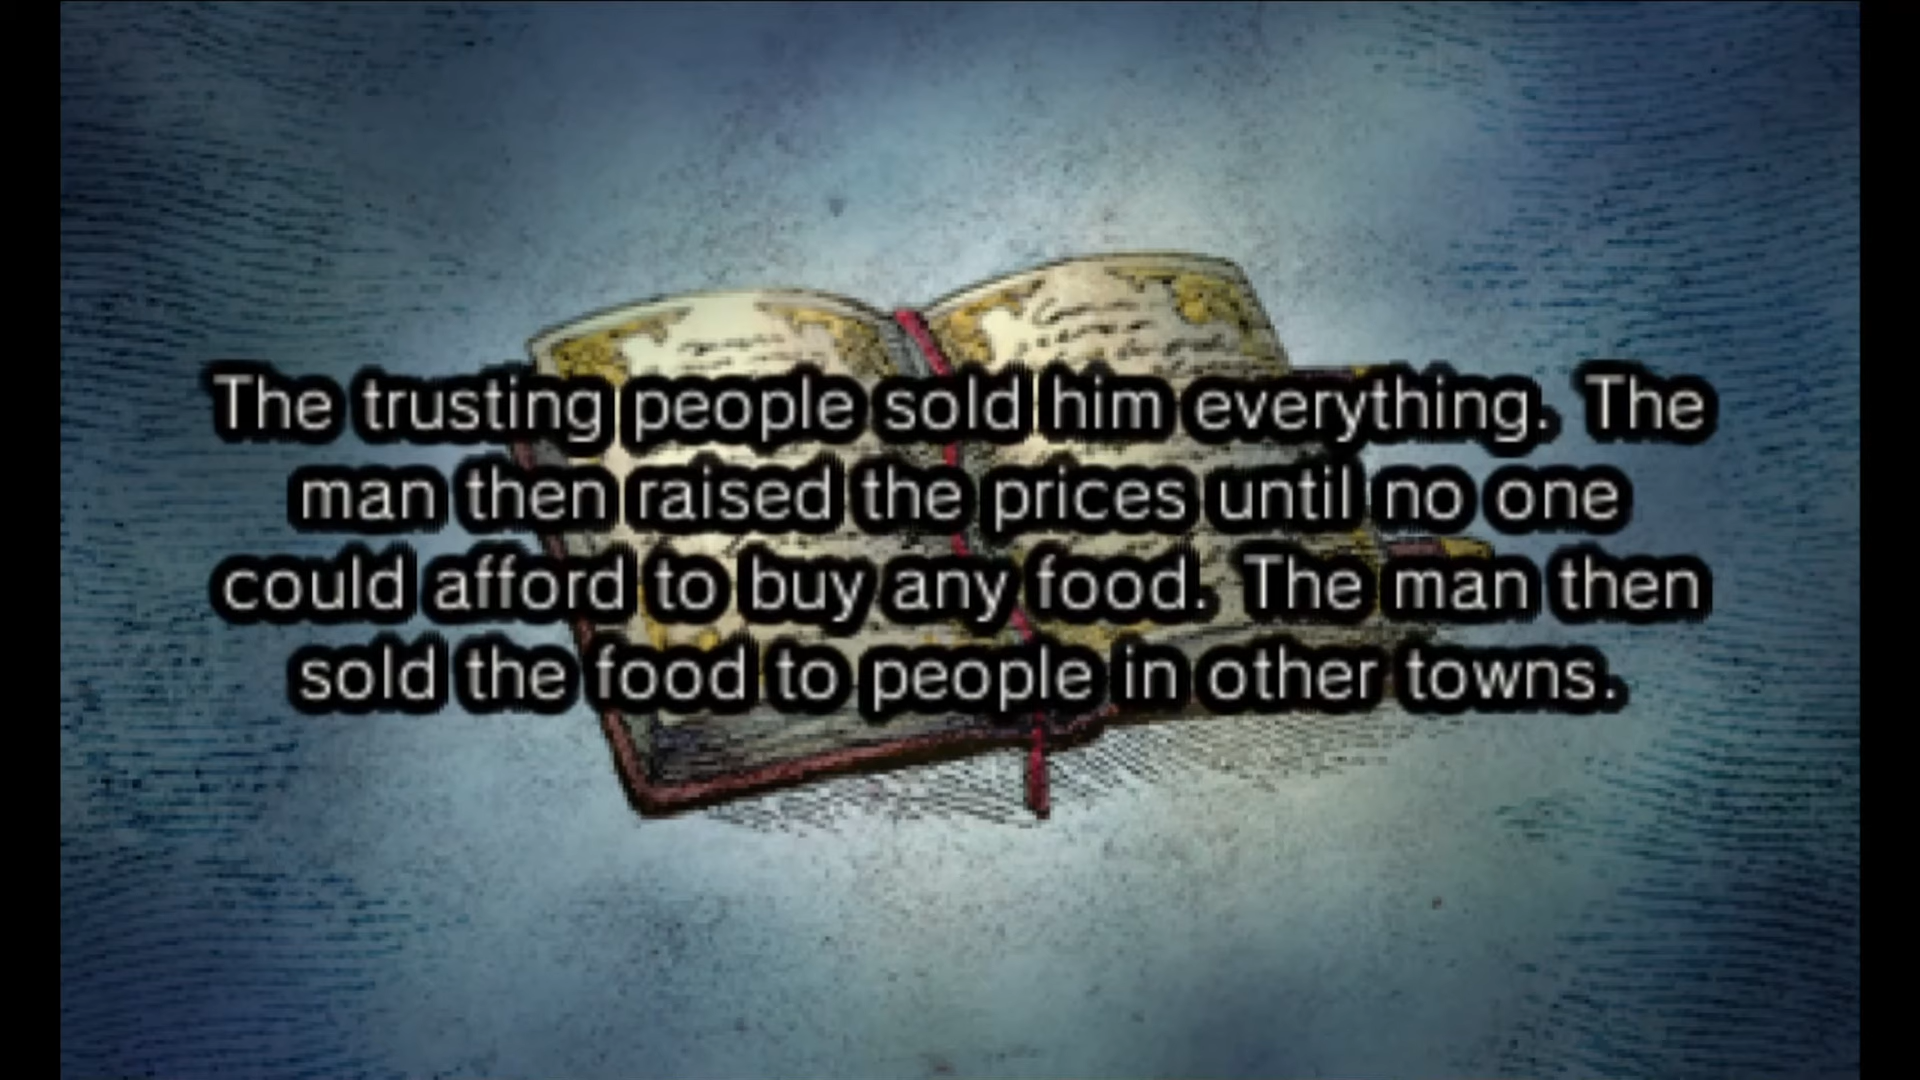 The trusting people sold him everything. The
man then raised the prices until no one
could afford to buy any food. The man then
sold the food to people in other towns.